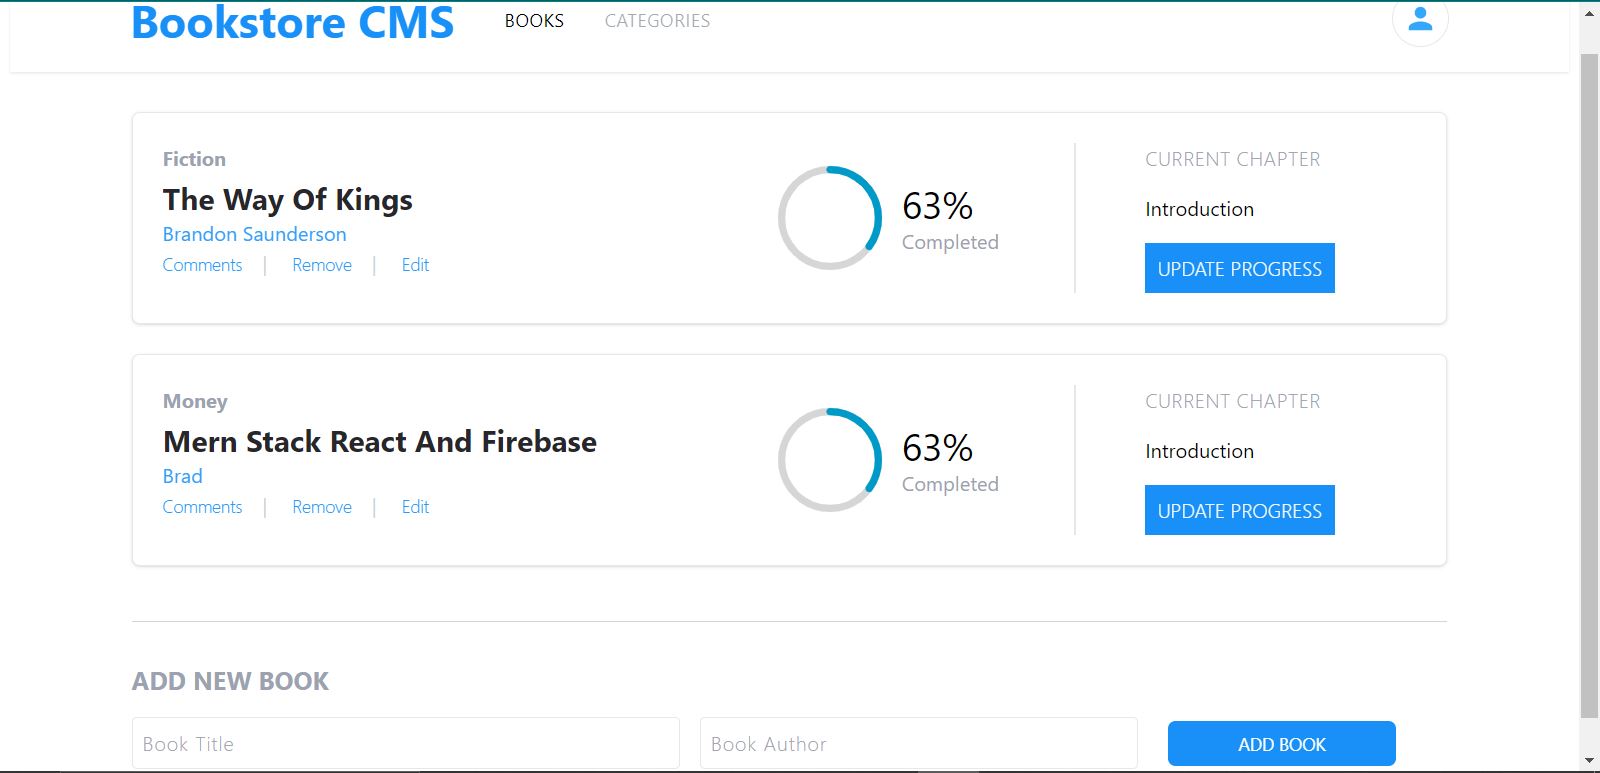 Bookstore CMS BOOKS CATEGORIES
Fiction
The Way Of Kings
Brandon Saunderson
Comments | Remove | Edit
63%
Completed
CURRENT CHAPTER
Introduction
UPDATE PROGRESS
Money
Mern Stack React And Firebase
Brad
Comments | Remove | Edit
63%
Completed
CURRENT CHAPTER
Introduction
UPDATE PROGRESS
ADD NEW BOOK
Book Title Book Author ADD BOOK